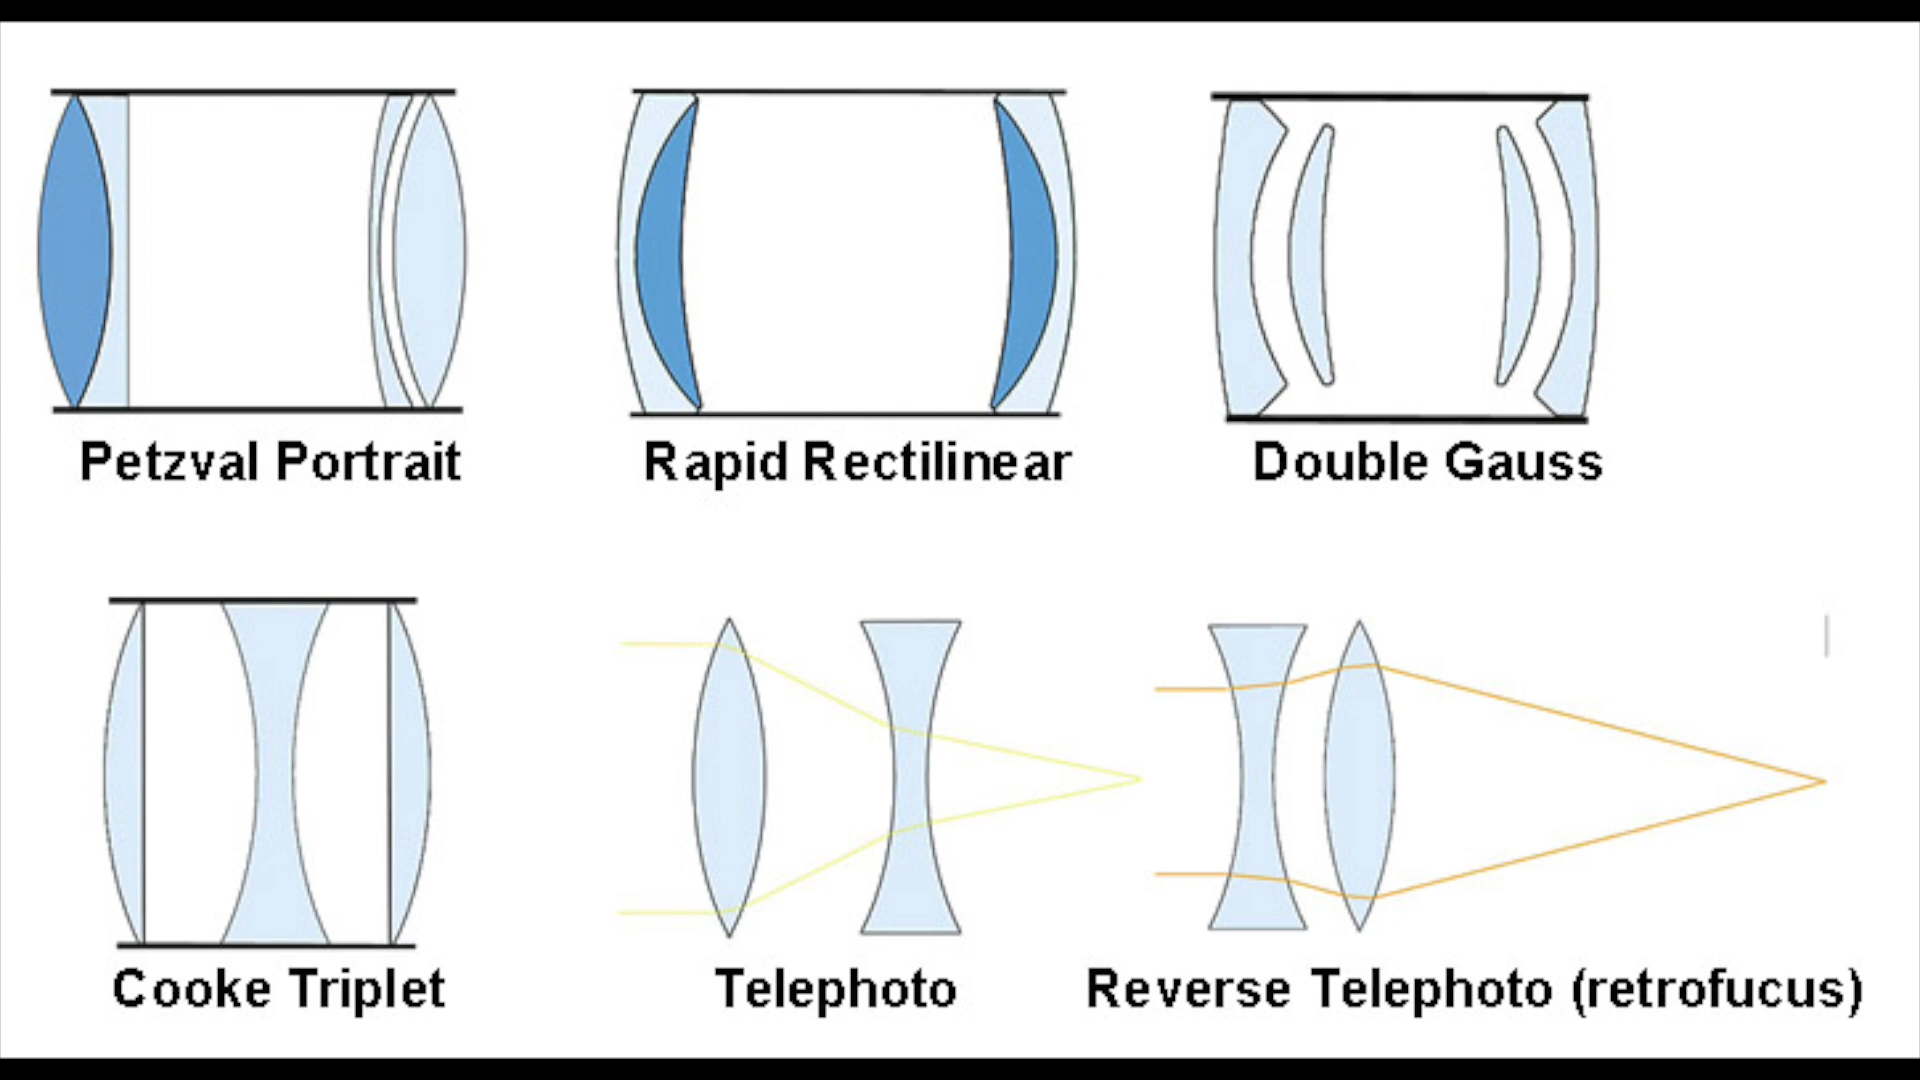 Petzval Portrait
Rapid Rectilinear
Double Gauss
Cooke Triplet
Telephoto
Reverse Telephoto (retrofucus)